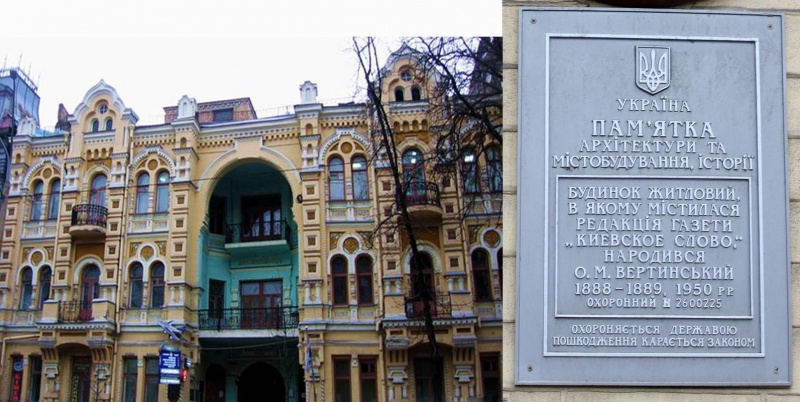 УКРАЇНА
ПАМ'ЯТКА
АРХІТЕКТУРИ ТА
МІСТОБУДУВАННЯ, ІСТОРІЇ
БУДИНОК ЖИТЛОВИЙ,
В ЯКОМУ МІСТИЛАСЯ
РЕДАКЦІЯ ГАЗЕТИ
„КИЕВСКОЕ СЛОВО,“
НАРОДИВСЯ
О. М. ВЕРТИНСЬКИЙ
1888 – 1889, 1950 РР
ОХОРОННИЙ № 2600225
ОХОРОНЯЄТЬСЯ ДЕРЖАВОЮ
ПОШКОДЖЕННЯ КАРАЄТЬСЯ ЗАКОНОМ